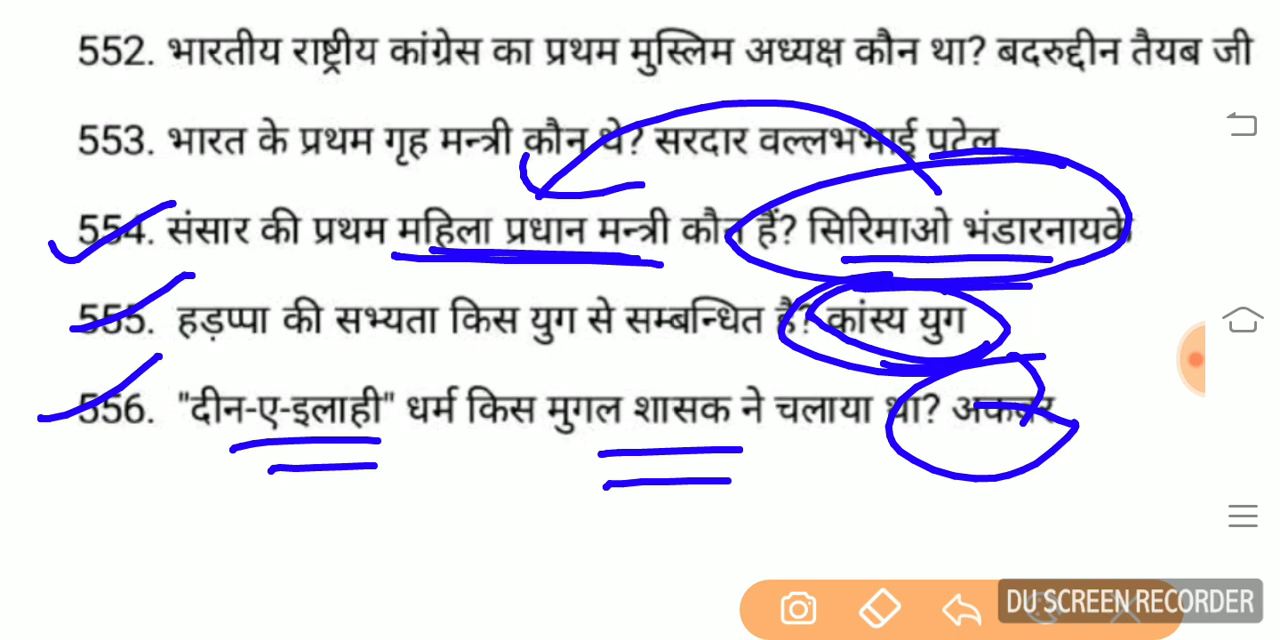 552. भारतीय राष्ट्रीय कांग्रेस का प्रथम मुस्लिम अध्यक्ष कौन था? बदरुद्दीन तैयब जी
553. भारत के प्रथम गृह मन्त्री कौन थे? सरदार वल्लभभाई पटेल
554. संसार की प्रथम महिला प्रधान मन्त्री कौन हैं? सिरिमाओ भंडारनायके
555. हड़प्पा की सभ्यता किस युग से सम्बन्धित है? कांस्य युग
556. "दीन-ए-इलाही" धर्म किस मुगल शासक ने चलाया था? अकबर
DU SCREEN RECORDER